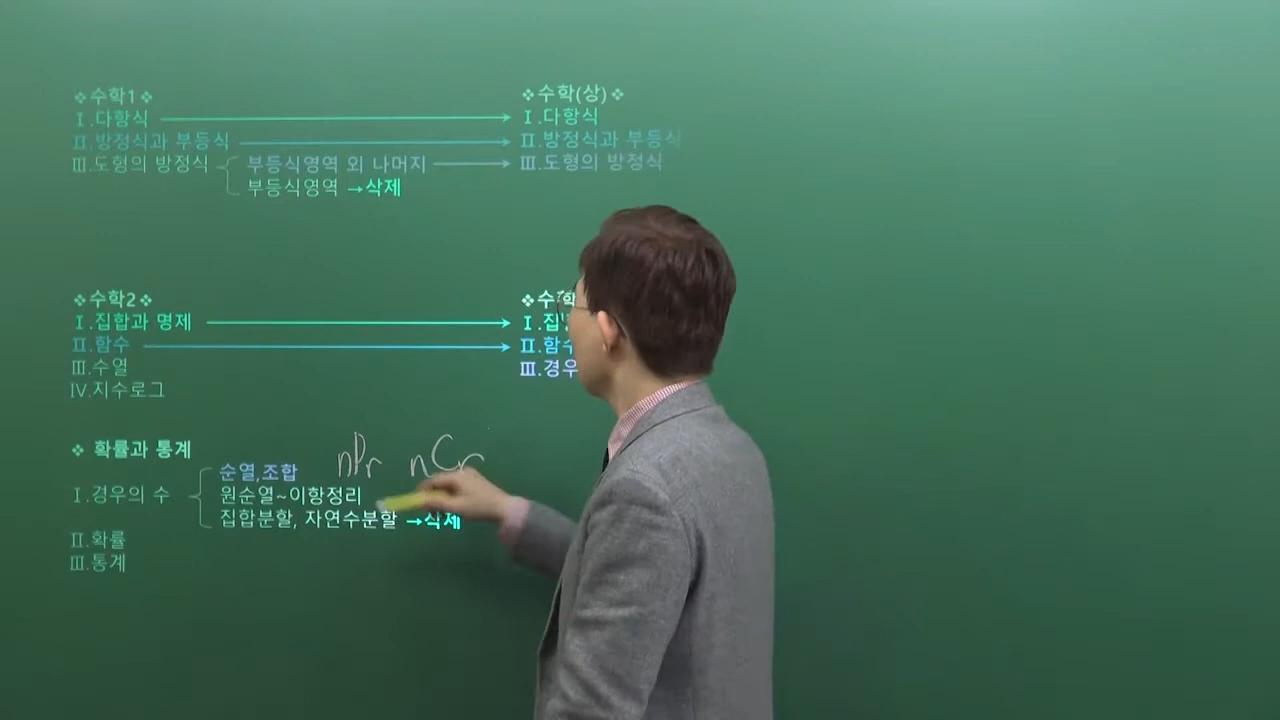 ❖수학1❖
Ⅰ.다항식
Ⅱ.방정식과 부등식
Ⅲ.도형의 방정식
부등식영역 외 나머지
부등식영역 →삭제
❖수학(상)❖
Ⅰ.다항식
Ⅱ.방정식과 부등식
Ⅲ.도형의 방정식
❖수학2❖
Ⅰ.집합과 명제
Ⅱ.함수
Ⅲ.수열
Ⅳ.지수로그
❖수학
Ⅰ.집
Ⅱ.함수
Ⅲ.경우
❖ 확률과 통계
Ⅰ.경우의 수
순열,조합 nPr nCr
원순열~이항정리
집합분할, 자연수분할 →삭제
Ⅱ.확률
Ⅲ.통계